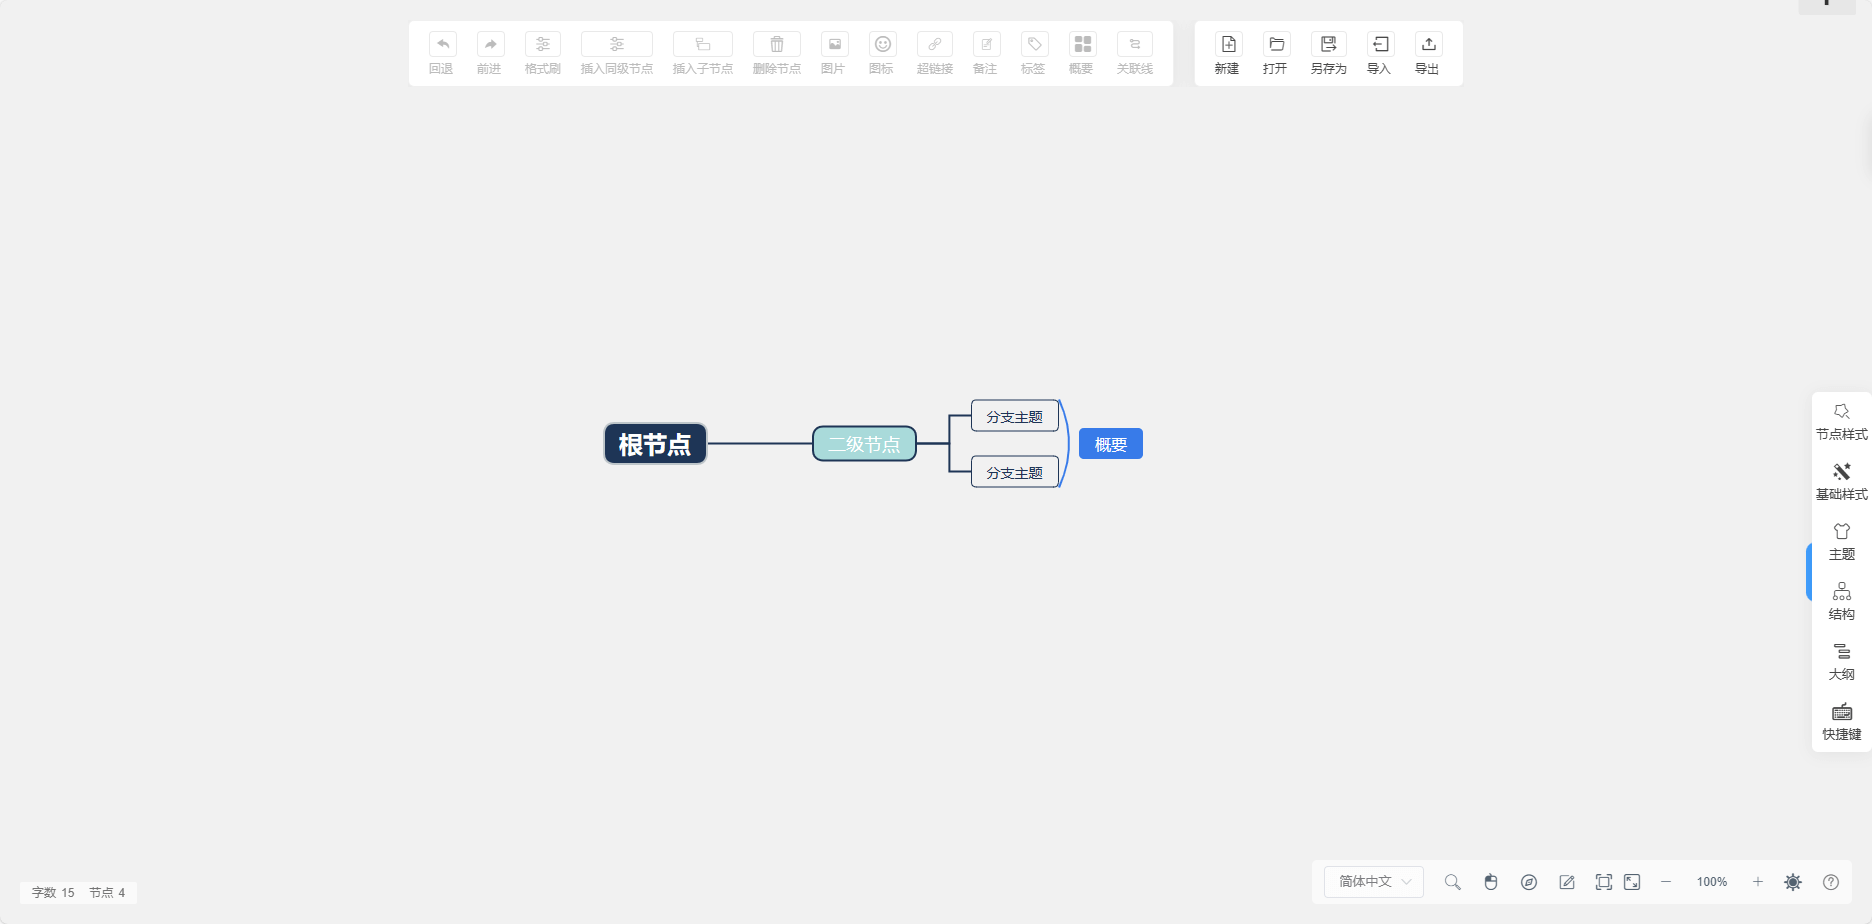 回退 前进 格式刷 插入同级节点 插入子节点 删除节点 图片 图标 超链接 备注 标签 概要 关联线 新建 打开 另存为 导入 导出
分支主题
根节点 二级节点 概要
分支主题
节点样式
基础样式
主题
结构
大纲
快捷键
字数 15 节点 4 简体中文 100%